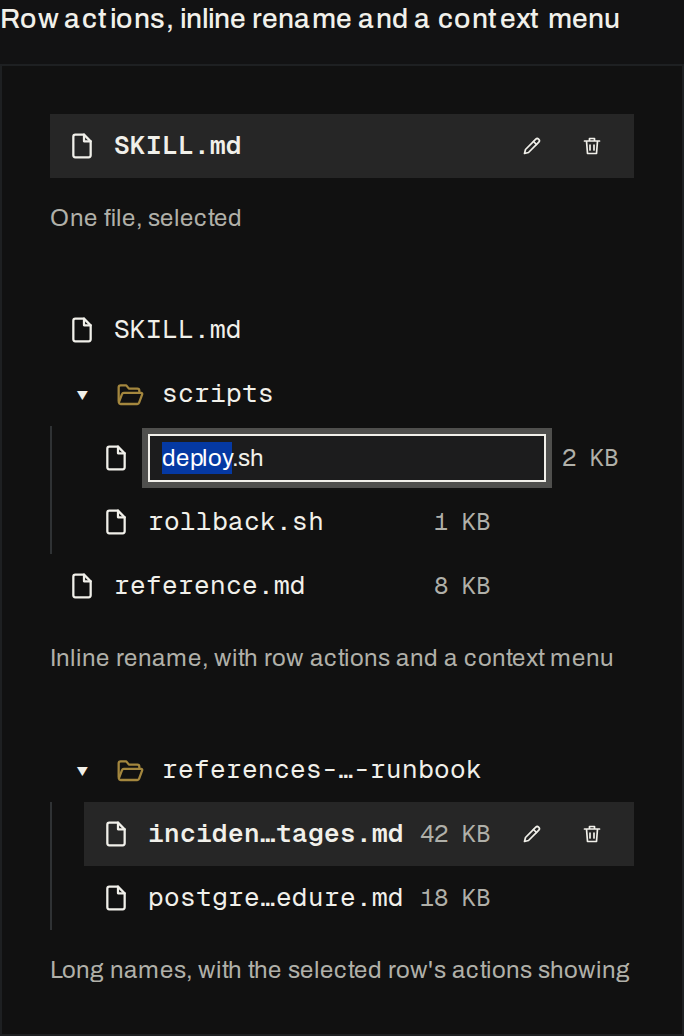 Row actions, inline rename and a context menu
SKILL.md
One file, selected
SKILL.md
scripts
deploy.sh 2 KB
rollback.sh 1 KB
reference.md 8 KB
Inline rename, with row actions and a context menu
references-…-runbook
inciden…tages.md 42 KB
postgre…edure.md 18 KB
Long names, with the selected row's actions showing